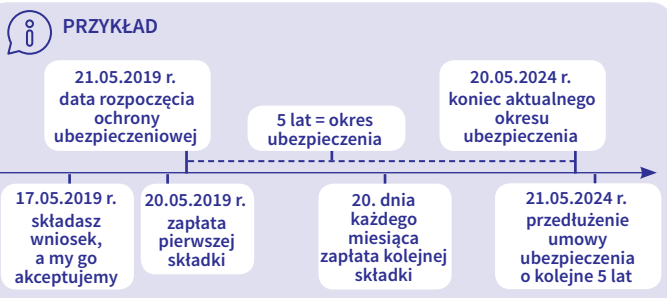 PRZYKŁAD
21.05.2019 r.
data rozpoczęcia
ochrony
ubezpieczeniowej
5 lat = okres
ubezpieczenia
20.05.2024 r.
koniec aktualnego
okresu
ubezpieczenia
17.05.2019 r.
składasz
wniosek,
a my go
akceptujemy
20.05.2019 r.
zapłata
pierwszej
składki
20. dnia
każdego
miesiąca
zapłata kolejnej
składki
21.05.2024 r.
przedłużenie
umowy
ubezpieczenia
o kolejne 5 lat